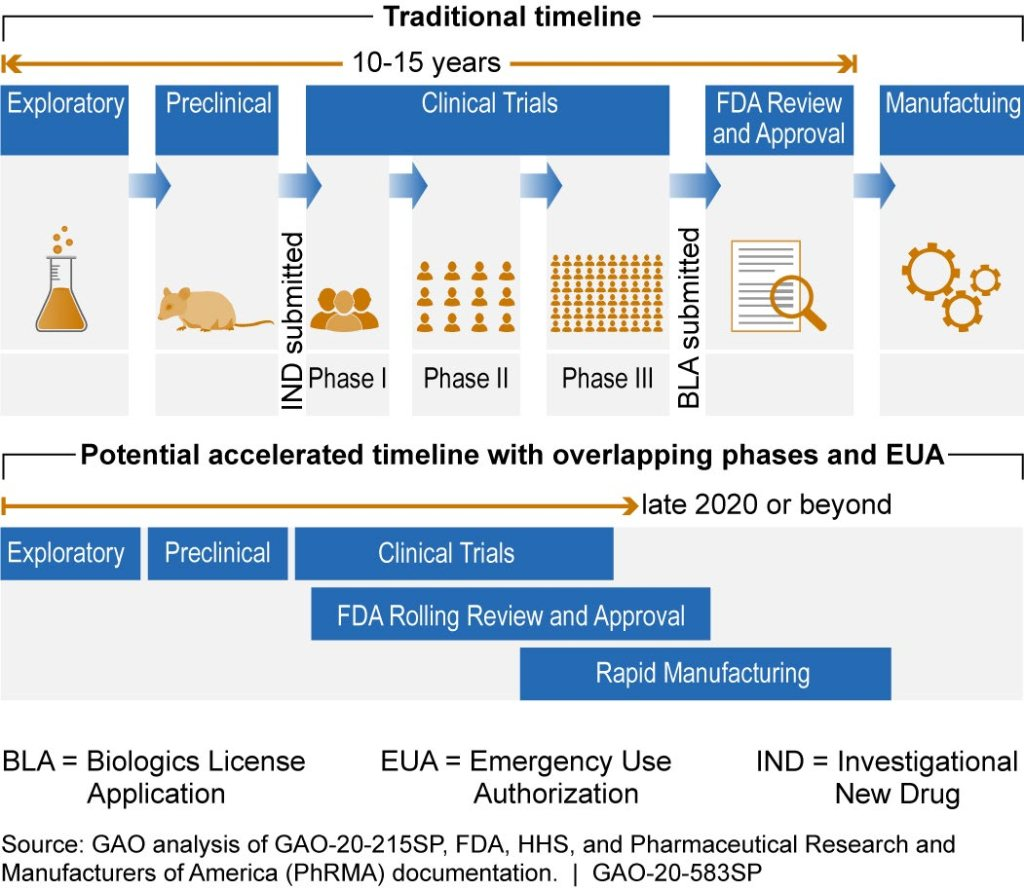 Traditional timeline
10-15 years
Exploratory
Preclinical
Clinical Trials
FDA Review
and Approval
Manufactuing
IND submitted
BLA submitted
Phase I
Phase II
Phase III
Potential accelerated timeline with overlapping phases and EUA
late 2020 or beyond
Exploratory
Preclinical
Clinical Trials
FDA Rolling Review and Approval
Rapid Manufacturing
BLA = Biologics License
Application
EUA = Emergency Use
Authorization
IND = Investigational
New Drug
Source: GAO analysis of GAO-20-215SP, FDA, HHS, and Pharmaceutical Research and
Manufacturers of America (PhRMA) documentation. | GAO-20-583SP